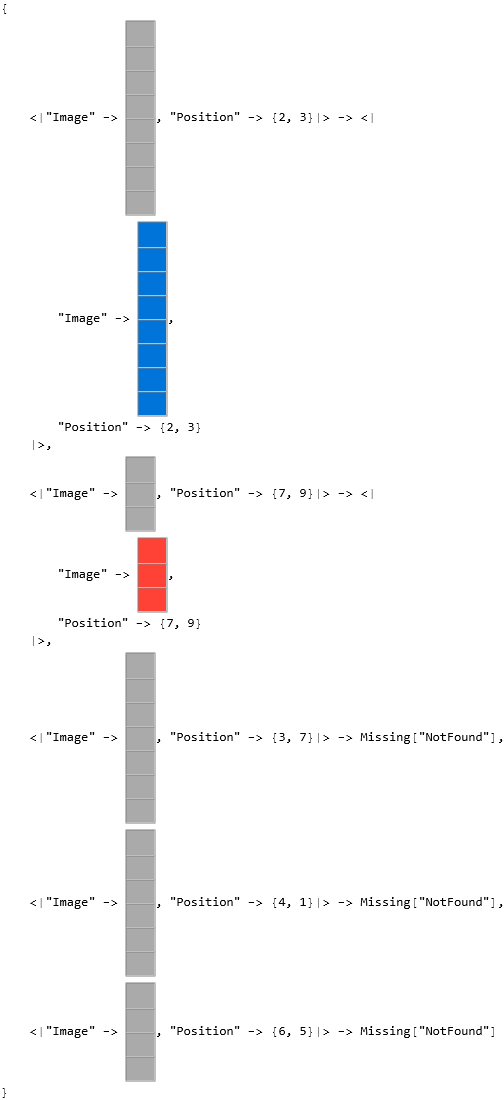 {
<|"Image" -> , "Position" -> {2, 3}|> -> <|
"Image" -> ,
"Position" -> {2, 3}
|>,
<|"Image" -> , "Position" -> {7, 9}|> -> <|
"Image" -> ,
"Position" -> {7, 9}
|>,
<|"Image" -> , "Position" -> {3, 7}|> -> Missing["NotFound"],
<|"Image" -> , "Position" -> {4, 1}|> -> Missing["NotFound"],
<|"Image" -> , "Position" -> {6, 5}|> -> Missing["NotFound"]
}